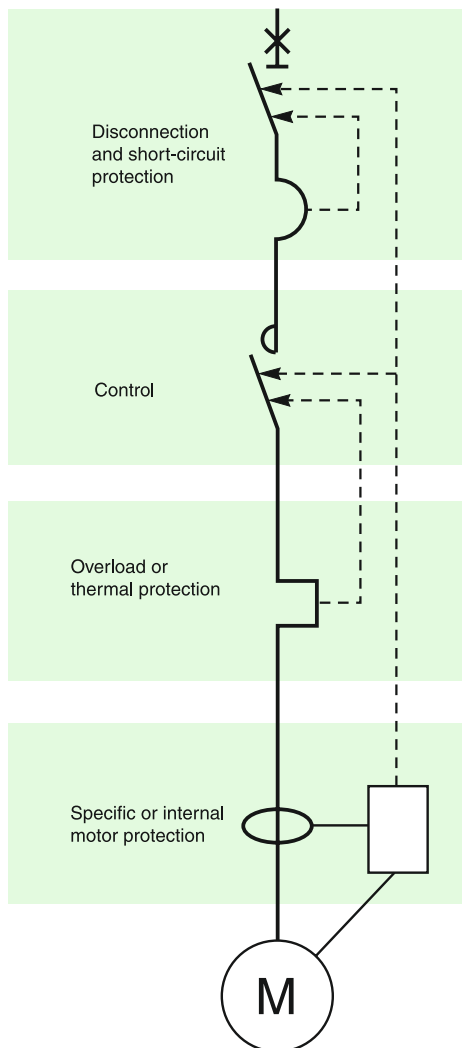 Disconnection
and short-circuit
protection
Control
Overload or
thermal protection
Specific or internal
motor protection
M